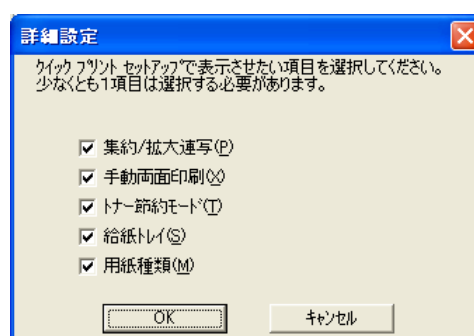 詳細設定
ｸｲｯｸ ﾌﾟﾘﾝﾄ ｾｯﾄｱｯﾌﾟで表示させたい項目を選択してください。
少なくとも1項目は選択する必要があります。
集約/拡大連写(P)
手動両面印刷(X)
ﾄﾅｰ節約ﾓｰﾄﾞ(T)
給紙ﾄﾚｲ(S)
用紙種類(M)
OK
ｷｬﾝｾﾙ